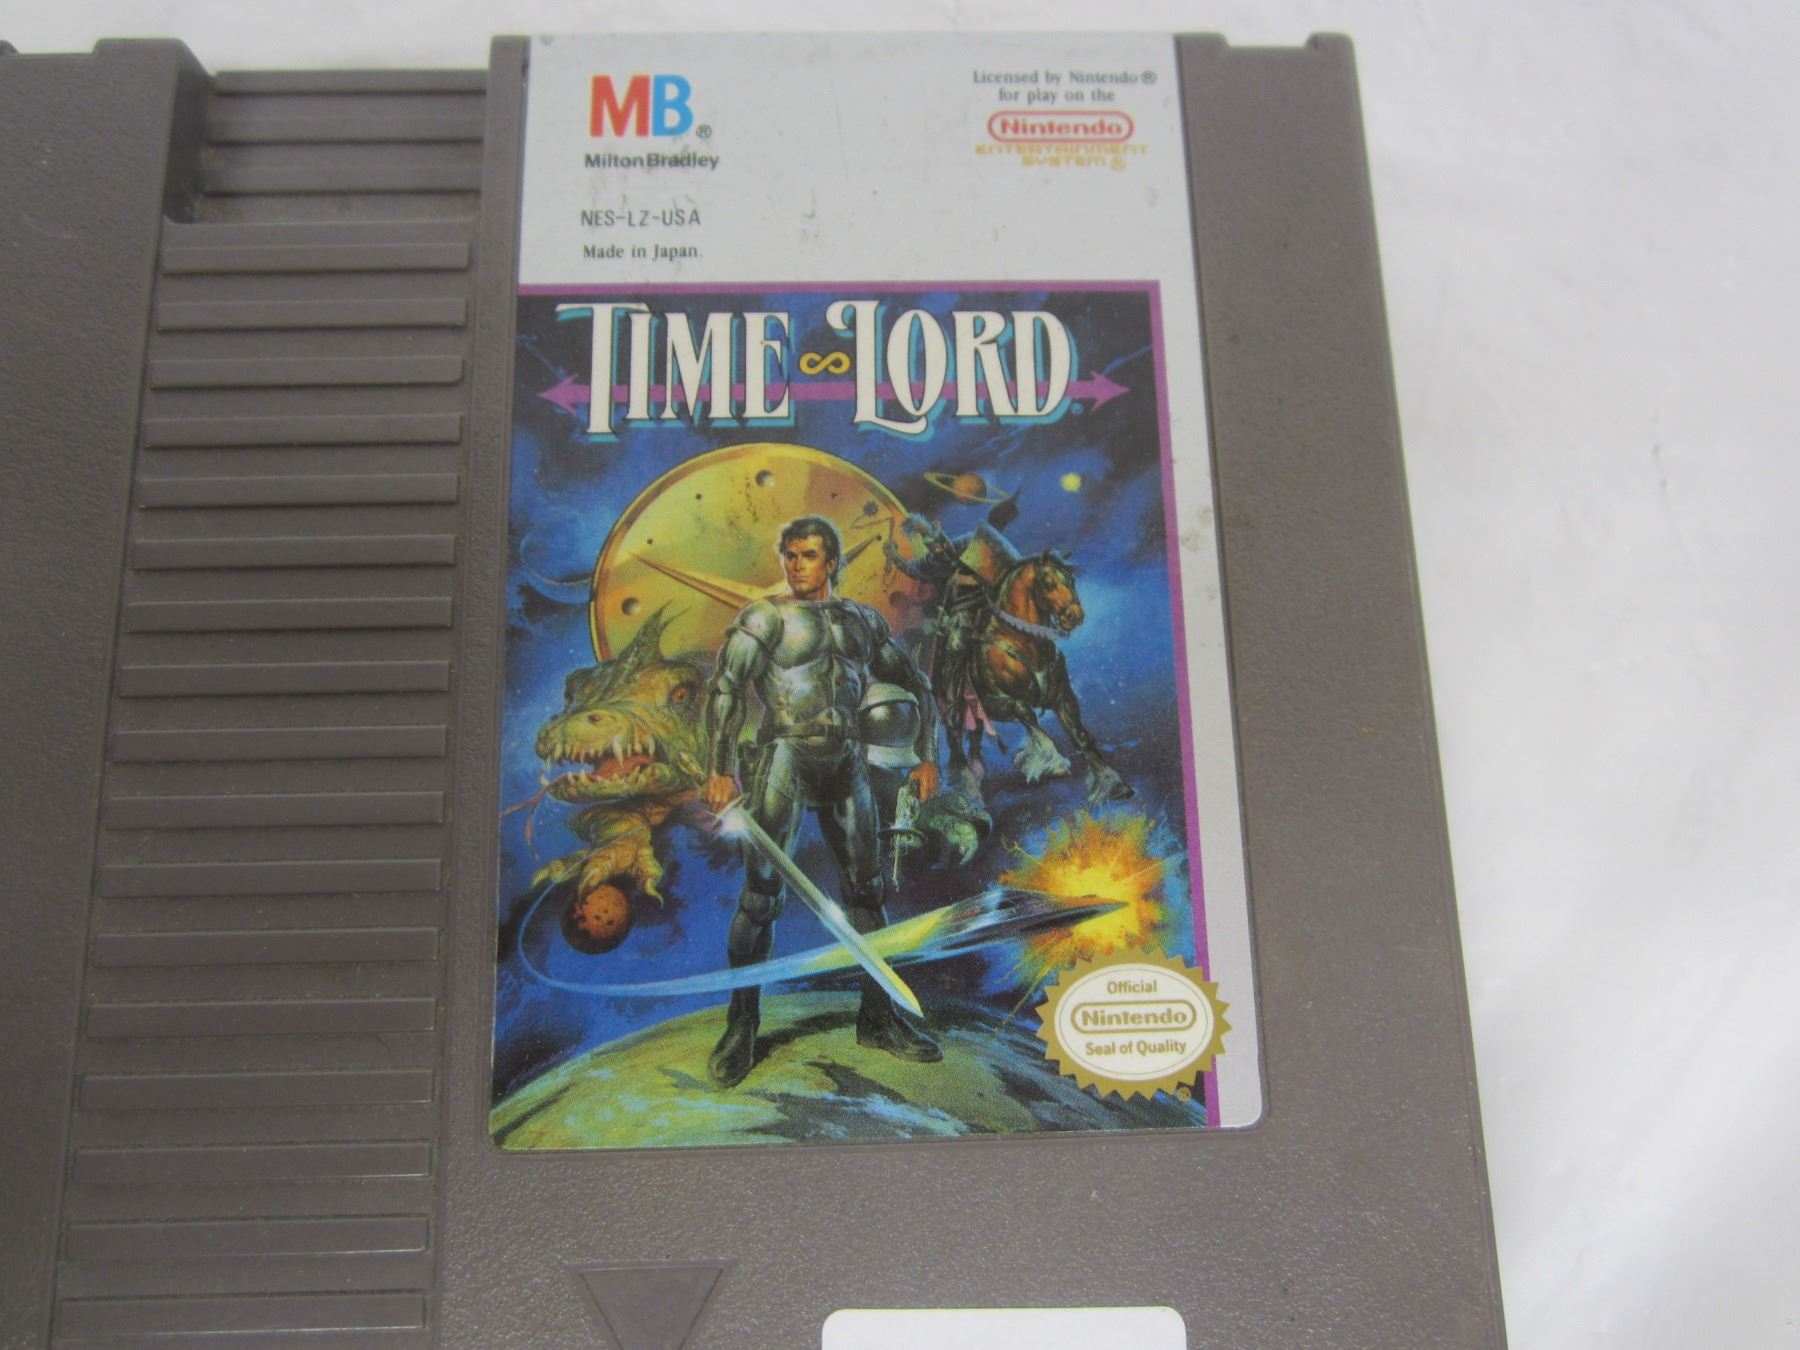 MB®
Milton Bradley
NES-LZ-USA
Made in Japan.
Licensed by Nintendo®
for play on the
Nintendo
ENTERTAINMENT
SYSTEM®
TIME ∞ LORD®
Official
Nintendo
Seal of Quality
®